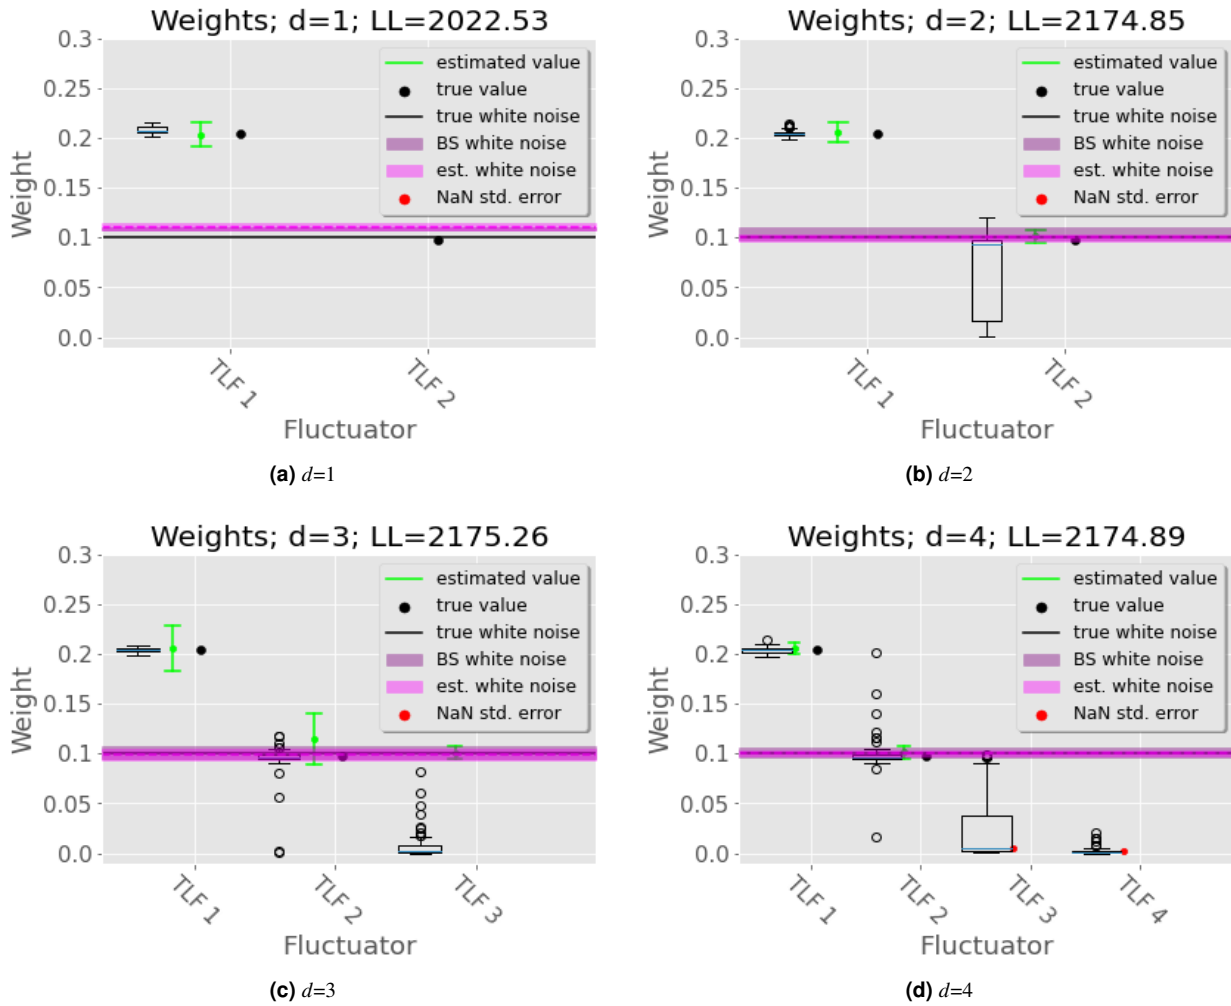 Weights; d=1; LL=2022.53
0.3
0.25
0.2
0.15
0.1
0.05
0.0
Weight
estimated value
true value
true white noise
BS white noise
est. white noise
NaN std. error
TLF 1
TLF 2
Fluctuator
(a) d=1
Weights; d=2; LL=2174.85
0.3
0.25
0.2
0.15
0.1
0.05
0.0
Weight
estimated value
true value
true white noise
BS white noise
est. white noise
NaN std. error
TLF 1
TLF 2
Fluctuator
(b) d=2
Weights; d=3; LL=2175.26
0.3
0.25
0.2
0.15
0.1
0.05
0.0
Weight
estimated value
true value
true white noise
BS white noise
est. white noise
NaN std. error
TLF 1
TLF 2
TLF 3
Fluctuator
(c) d=3
Weights; d=4; LL=2174.89
0.3
0.25
0.2
0.15
0.1
0.05
0.0
Weight
estimated value
true value
true white noise
BS white noise
est. white noise
NaN std. error
TLF 1
TLF 2
TLF 3
TLF 4
Fluctuator
(d) d=4